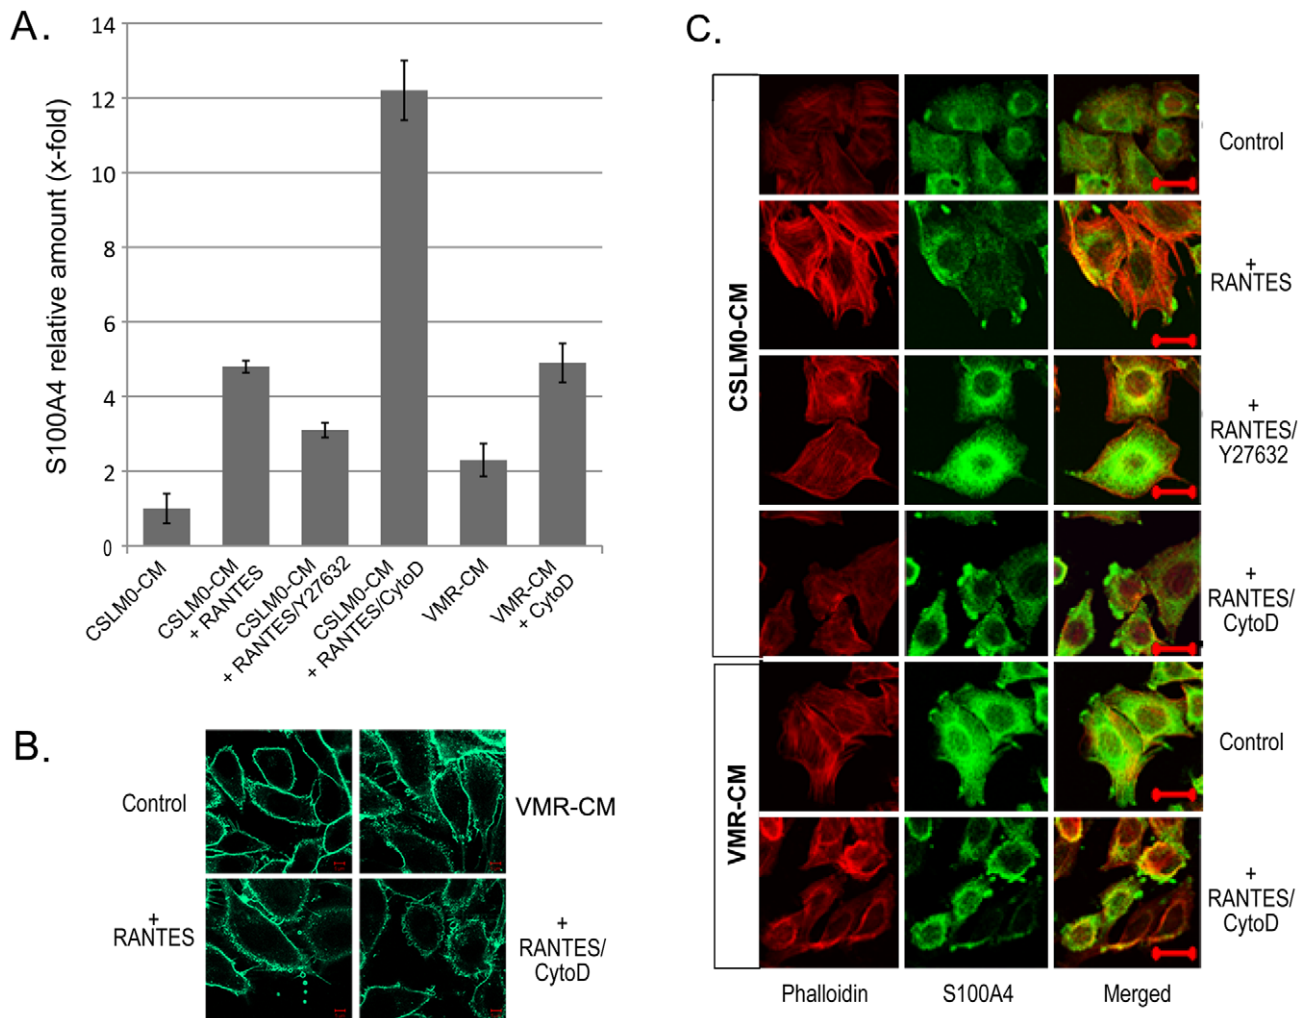 A.
S100A4 relative amount (x-fold)
14
12
10
8
6
4
2
0
CSLM0-CM
CSLM0-CM
+ RANTES
CSLM0-CM
+ RANTES/Y27632
CSLM0-CM
+ RANTES/CytoD
VMR-CM
VMR-CM
+ CytoD
B.
Control
VMR-CM
+
RANTES
+
RANTES/
CytoD
C.
CSLM0-CM
Control
+
RANTES
+
RANTES/
Y27632
+
RANTES/
CytoD
VMR-CM
Control
+
RANTES/
CytoD
Phalloidin
S100A4
Merged